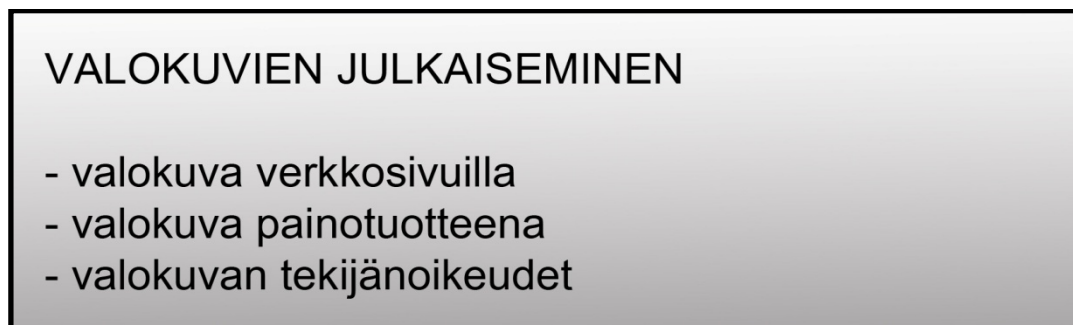 VALOKUVIEN JULKAISEMINEN
- valokuva verkkosivuilla
- valokuva painotuotteena
- valokuvan tekijänoikeudet